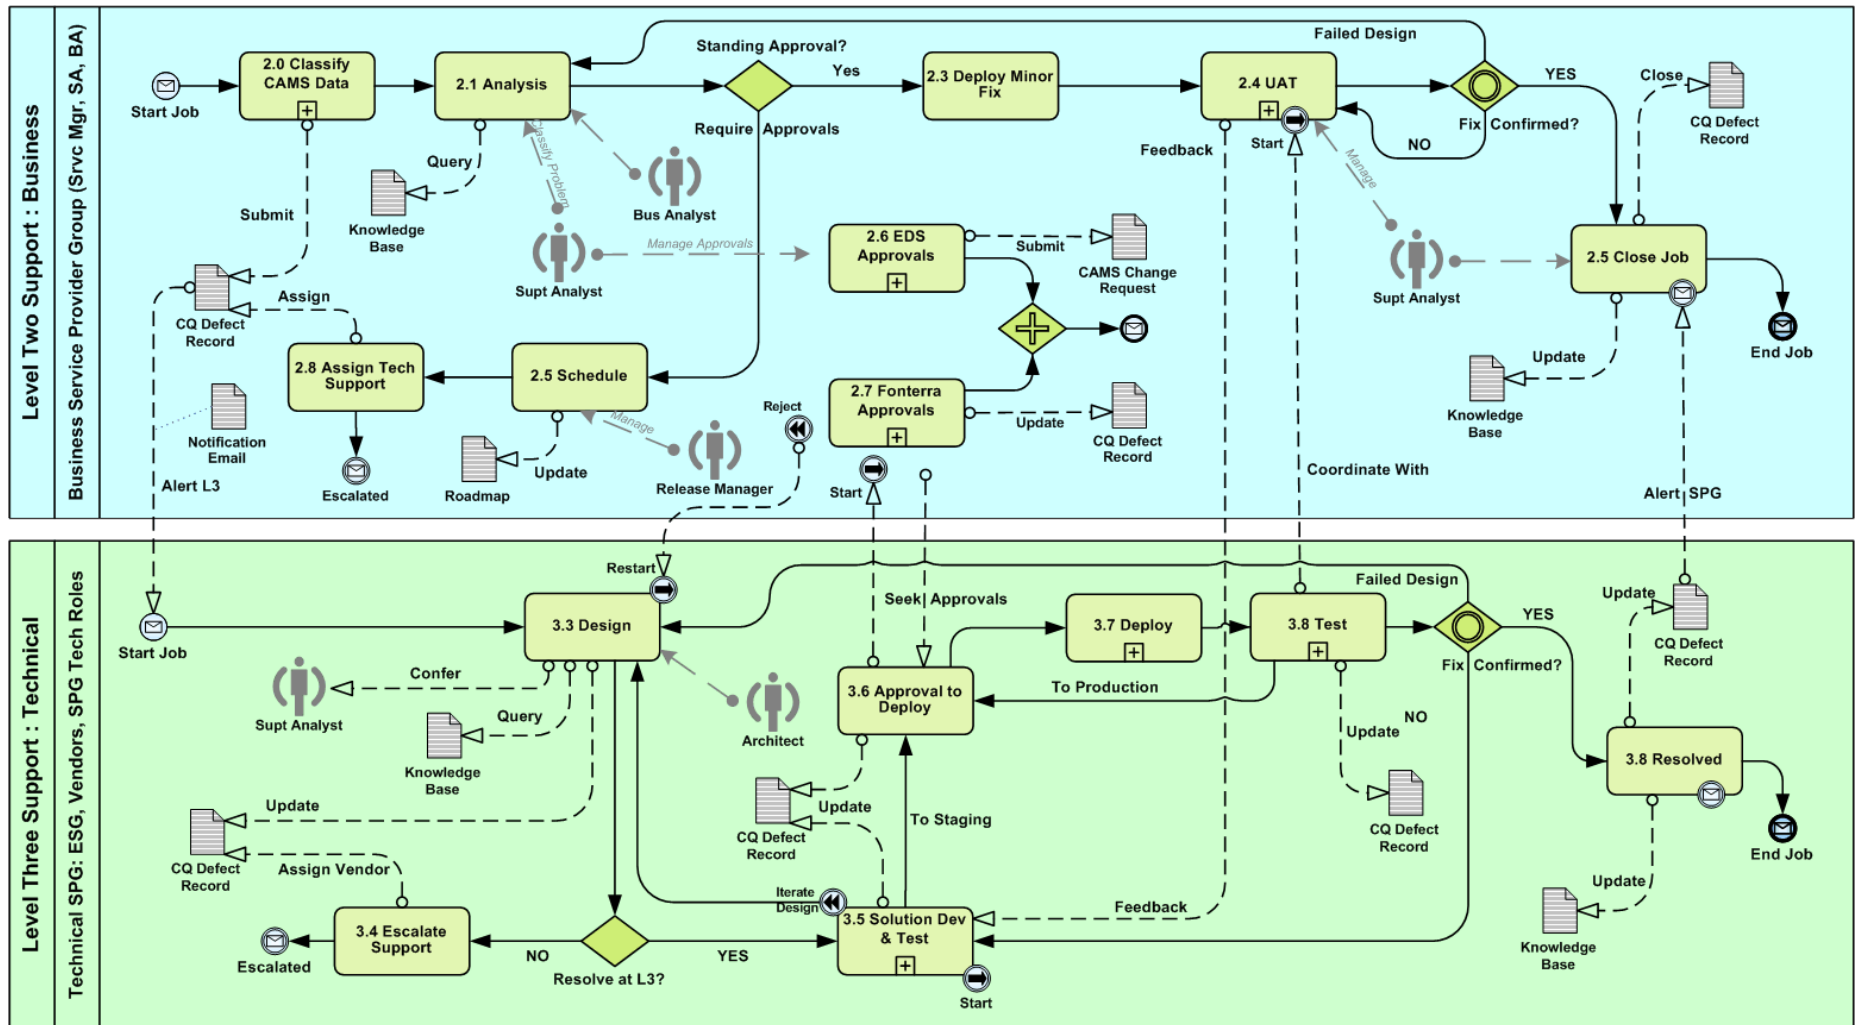 Level Two Support : Business
Business Service Provider Group (Srvc Mgr, SA, BA)
Start Job
2.0 Classify
CAMS Data
2.1 Analysis
Standing Approval?
Yes
Require Approvals
2.3 Deploy Minor
Fix
2.4 UAT
Start
Failed Design
YES
Fix Confirmed?
NO
Close
CQ Defect
Record
Feedback
Query
Knowledge
Base
Classify Problem
Bus Analyst
Submit
Supt Analyst
Manage Approvals
2.6 EDS
Approvals
Submit
CAMS Change
Request
Manage
Supt Analyst
2.5 Close Job
End Job
CQ Defect
Record
Assign
2.8 Assign Tech
Support
2.5 Schedule
2.7 Fonterra
Approvals
Update
CQ Defect
Record
Update
Knowledge
Base
Notification
Email
Alert L3
Escalated
Roadmap
Update
Manage
Release Manager
Reject
Start
Coordinate With
Alert SPG
Level Three Support : Technical
Technical SPG: ESG, Vendors, SPG Tech Roles
Start Job
Restart
3.3 Design
Seek Approvals
3.7 Deploy
3.8 Test
Failed Design
YES
Fix Confirmed?
Update
CQ Defect
Record
Supt Analyst
Confer
Query
Knowledge
Base
Architect
3.6 Approval to
Deploy
To Production
Update
NO
CQ Defect
Record
3.8 Resolved
End Job
Update
CQ Defect
Record
Assign Vendor
Update
CQ Defect
Record
To Staging
Iterate
Design
3.5 Solution Dev
& Test
Start
Feedback
3.4 Escalate
Support
Escalated
NO
YES
Resolve at L3?
Update
Knowledge
Base